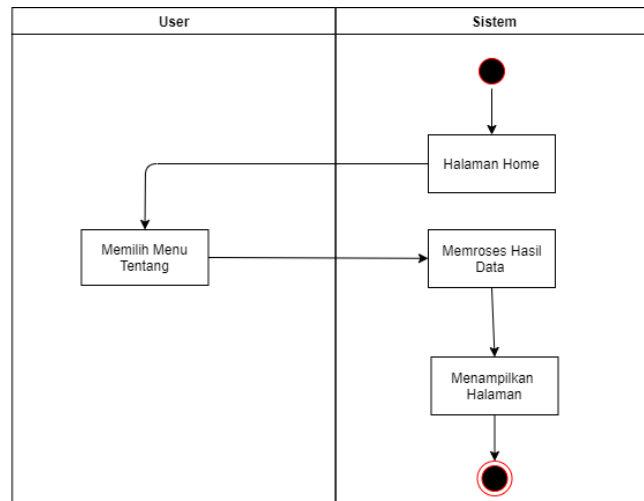 User
Sistem
Halaman Home
Memilih Menu
Tentang
Memroses Hasil
Data
Menampilkan
Halaman